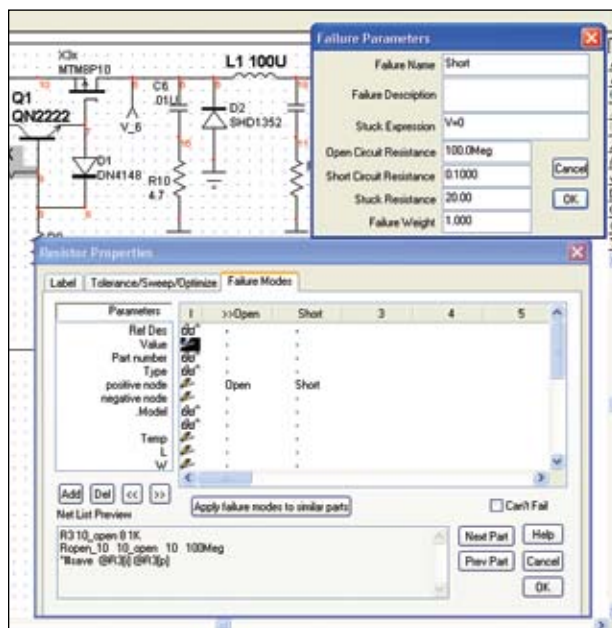 X3x
MTM8P10
L1 100U
C6
.01U
Q1
QN2222
D2
SHD1352
V_6
D1
DN4148
R10
4.7
Failure Parameters
Failure Name Short
Failure Description
Stuck Expression V=0
Open Circuit Resistance 100.0Meg
Short Circuit Resistance 0.1000
Stuck Resistance 20.00
Failure Weight 1.000
Cancel
OK
Resistor Properties
Label Tolerance/Sweep/Optimize Failure Modes
Parameters >>Open Short 3 4 5
Ref Des
Value
Part number
Type
positive node Open Short
negative node
.Model
Temp
L
W
Add Del << >> Apply failure modes to similar parts Can't Fail
Net List Preview
R3 10_open 8 1K
Ropen_10 10_open 10 100Meg
Next Part Help
Prev Part Cancel
OK